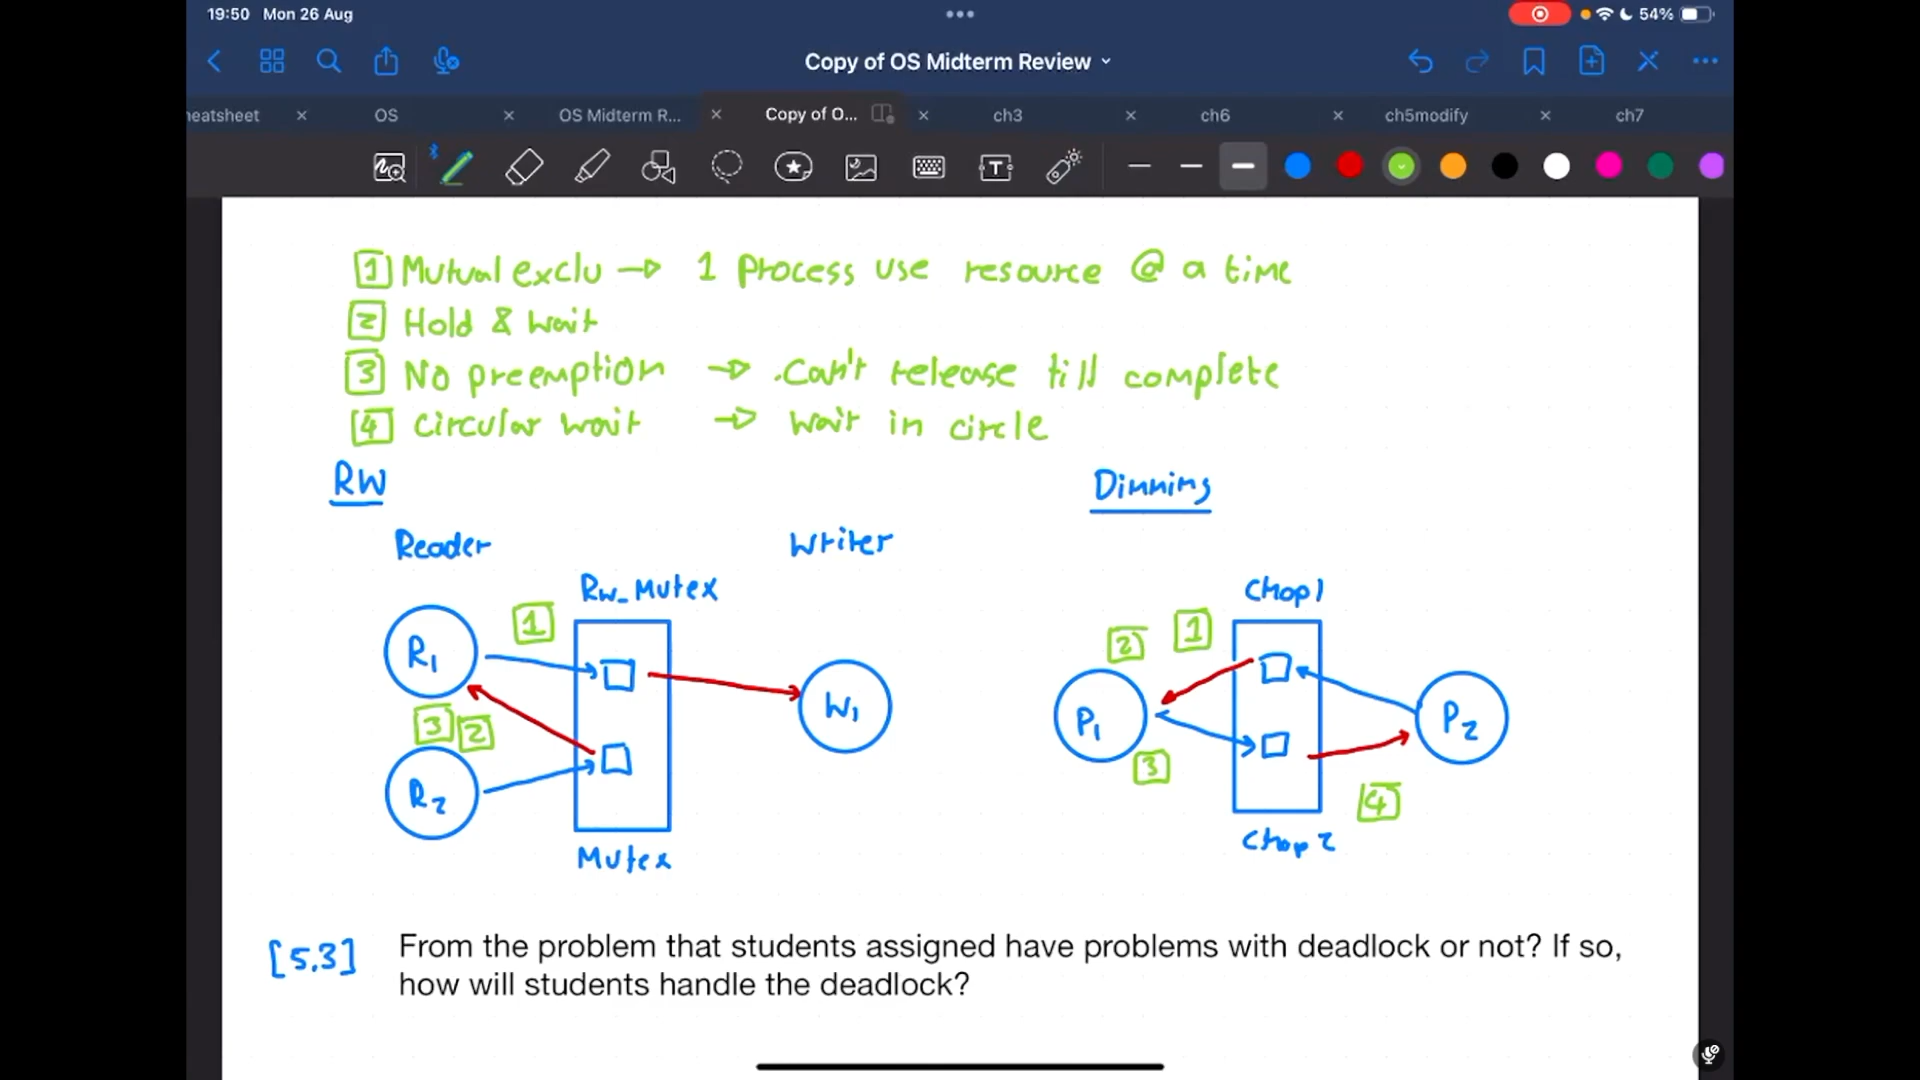 19:50 Mon 26 Aug
54%
Copy of OS Midterm Review
heatsheet
OS
OS Midterm R...
Copy of O...
ch3
ch6
ch5modify
ch7
T
1 Mutual exclu → 1 process use resource @ a time
2 Hold & wait
3 No preemption → Can't release till complete
4 Circular wait → wait in circle
RW
Dinning
Reader
Writer
Rw_Mutex
Chop1
R1
1
W1
2
1
P1
P2
3
2
3
R2
4
Mutex
Chop 2
[5.3] From the problem that students assigned have problems with deadlock or not? If so,
how will students handle the deadlock?